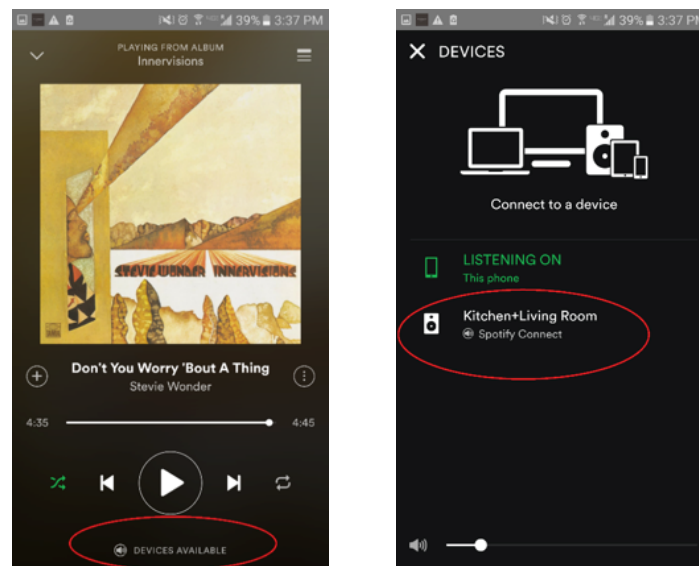 39% 3:37 PM
PLAYING FROM ALBUM
Innervisions
STEVIE WONDER INNERVISIONS
Don't You Worry 'Bout A Thing
Stevie Wonder
4:35 4:45
DEVICES AVAILABLE
39% 3:37 PM
DEVICES
Connect to a device
LISTENING ON
This phone
Kitchen+Living Room
Spotify Connect